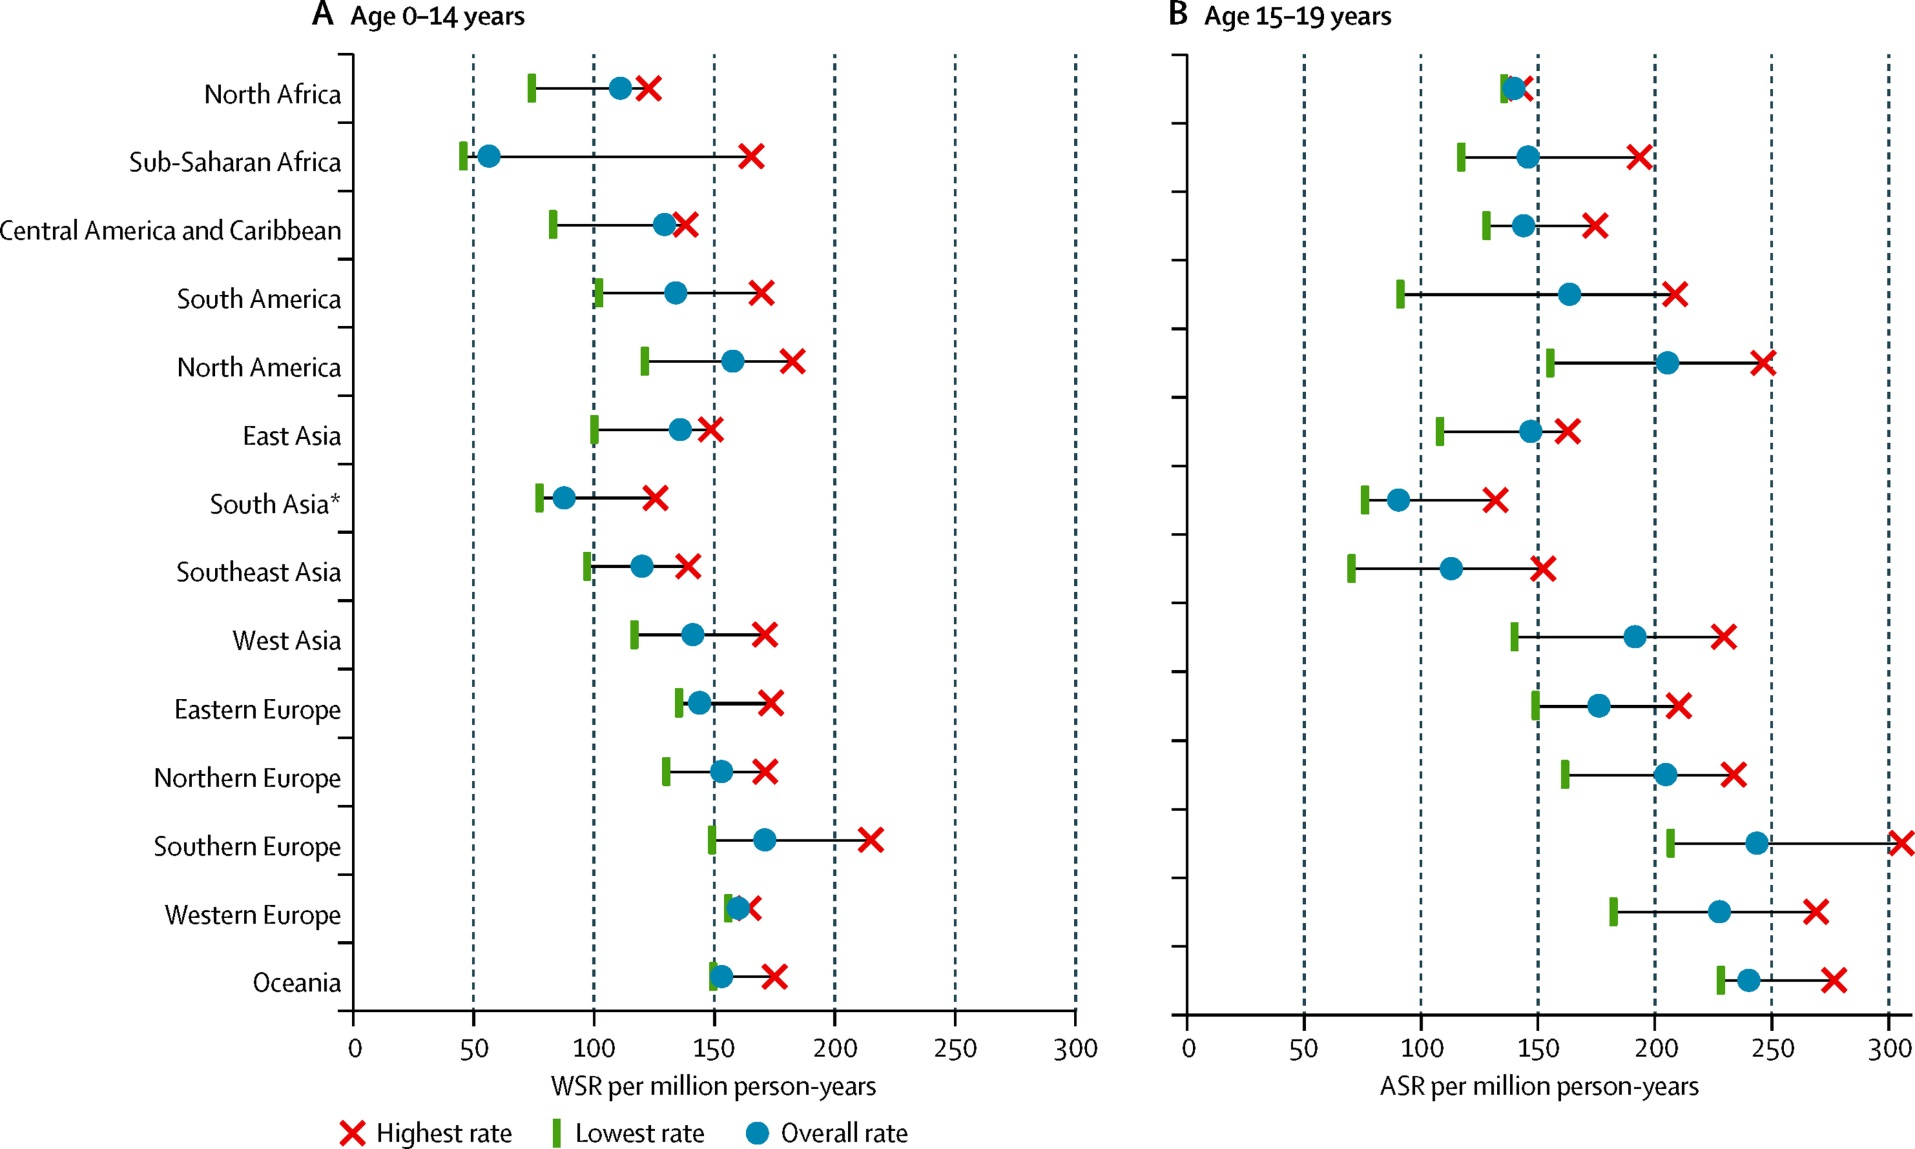 A Age 0–14 years
B Age 15–19 years
North Africa
Sub-Saharan Africa
Central America and Caribbean
South America
North America
East Asia
South Asia*
Southeast Asia
West Asia
Eastern Europe
Northern Europe
Southern Europe
Western Europe
Oceania
0 50 100 150 200 250 300
WSR per million person-years
0 50 100 150 200 250 300
ASR per million person-years
Highest rate Lowest rate Overall rate